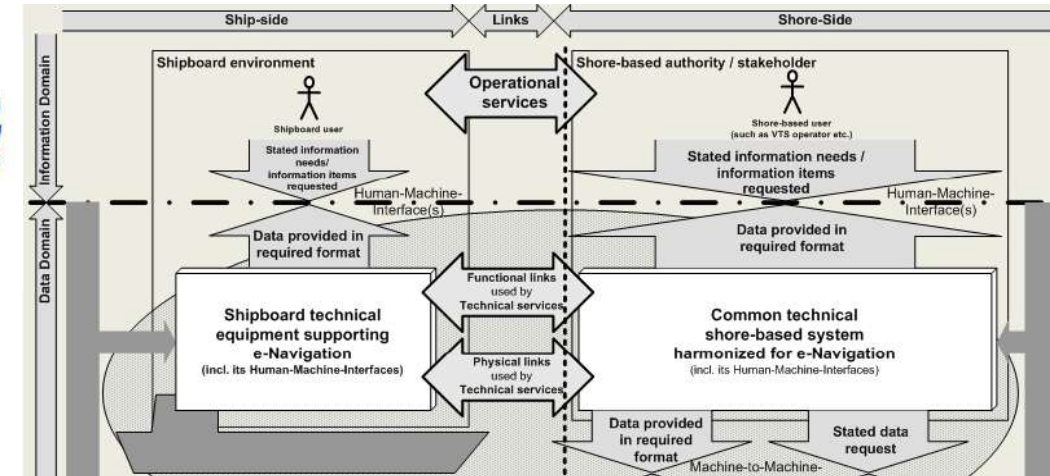 Ship-side
Links
Shore-Side
Information Domain
Data Domain
Shipboard environment
Shipboard user
Stated information
needs/
information items
requested
Human-Machine-
Interface(s)
Data provided in
required format
Shipboard technical
equipment supporting
e-Navigation
(incl. its Human-Machine-Interfaces)
Operational
services
Functional links
used by
Technical services
Physical links
used by
Technical services
Shore-based authority / stakeholder
Shore-based user
(such as VTS operator etc.)
Stated information needs /
information items
requested
Human-Machine-
Interface(s)
Data provided in
required format
Common technical
shore-based system
harmonized for e-Navigation
(incl. its Human-Machine-Interfaces)
Data provided
in required
format
Stated data
request
Machine-to-Machine-